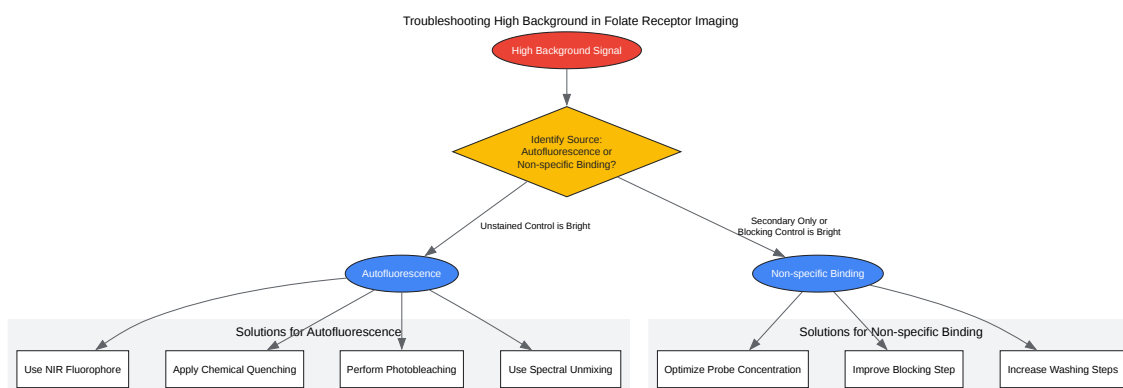 Troubleshooting High Background in Folate Receptor Imaging
High Background Signal
Identify Source:
Autofluorescence or
Non-specific Binding?
Unstained Control is Bright
Secondary Only or
Blocking Control is Bright
Autofluorescence
Non-specific Binding
Solutions for Autofluorescence
Solutions for Non-specific Binding
Use NIR Fluorophore
Apply Chemical Quenching
Perform Photobleaching
Use Spectral Unmixing
Optimize Probe Concentration
Improve Blocking Step
Increase Washing Steps